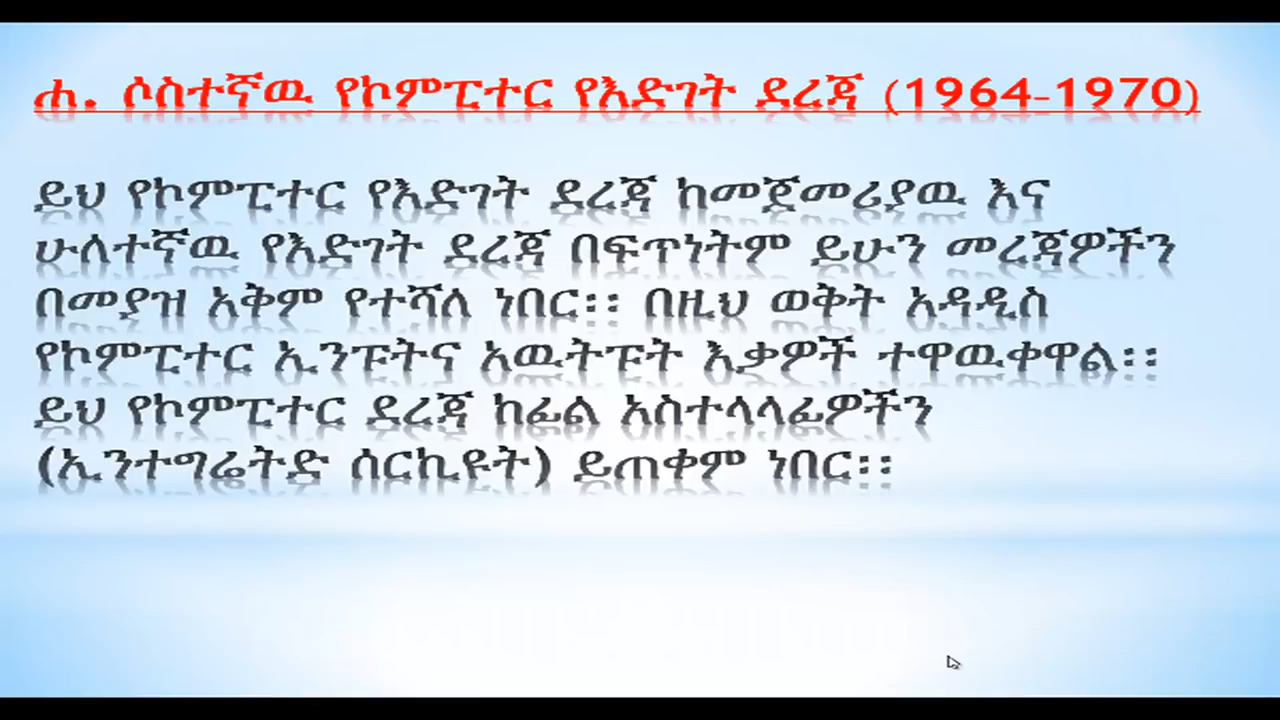 ሐ. ሶስተኛዉ የኮምፒተር የእድገት ደረጃ (1964-1970)
ይህ የኮምፒተር የእድገት ደረጃ ከመጀመሪያዉ እና
ሁለተኛዉ የእድገት ደረጃ በፍጥነትም ይሁን መረጃዎችን
በመያዝ አቅም የተሻለ ነበር፡፡ በዚህ ወቅት አዳዲስ
የኮምፒተር ኢንፑትና አዉትፑት እቃዎች ተዋዉቀዋል፡፡
ይህ የኮምፒተር ደረጃ ከፊል አስተላላፊዎችን
(ኢንተግሬትድ ሰርኪዩት) ይጠቀም ነበር፡፡